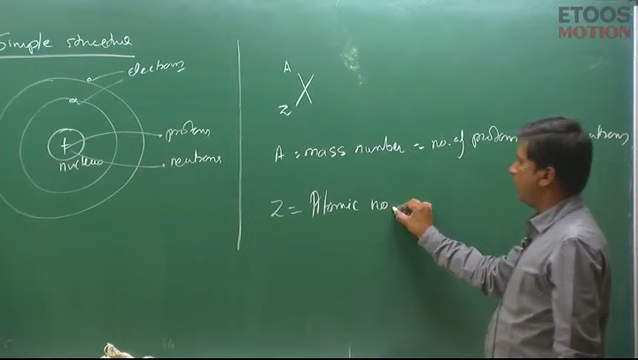 ETOOS
MOTION
Simple structure
electrons
+
nucleus
protons
neutrons
A
X
Z
A = mass number = no. of protons
Z = Atomic no.